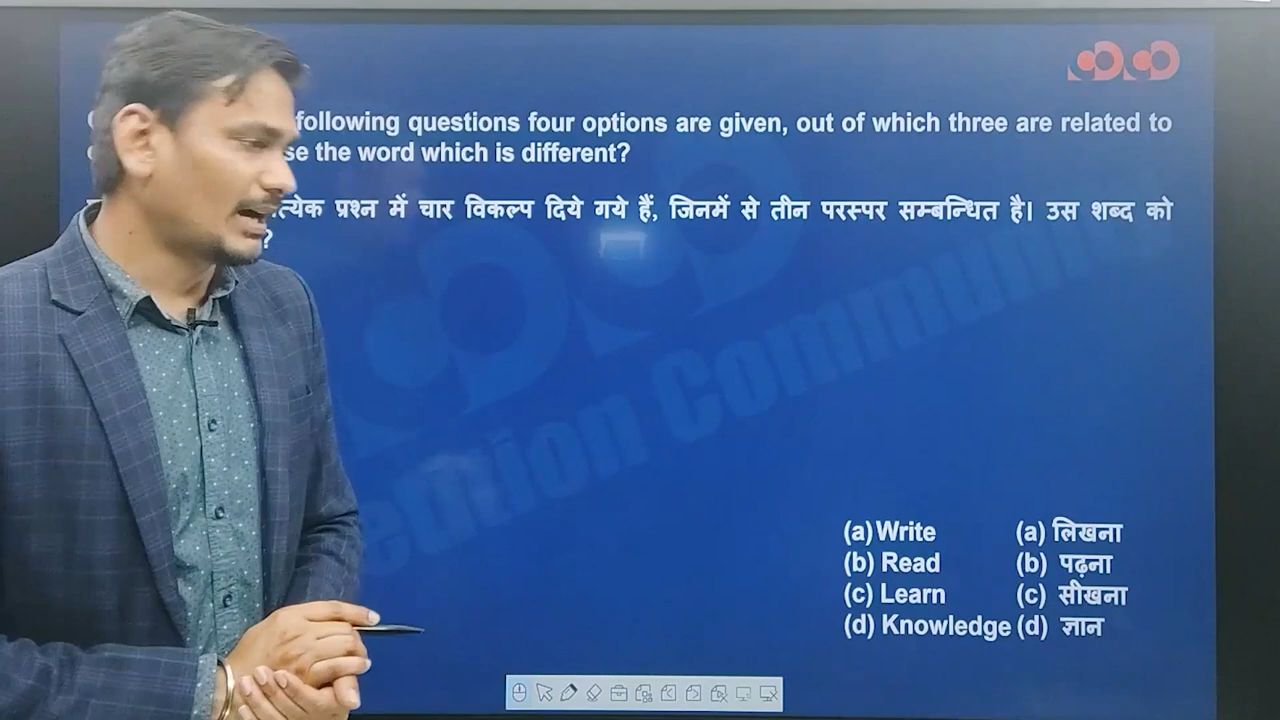 following questions four options are given, out of which three are related to
the word which is different?
प्रश्न में चार विकल्प दिये गये हैं, जिनमें से तीन परस्पर सम्बन्धित है। उस शब्द को
?
(a) Write (a) लिखना
(b) Read (b) पढ़ना
(c) Learn (c) सीखना
(d) Knowledge (d) ज्ञान